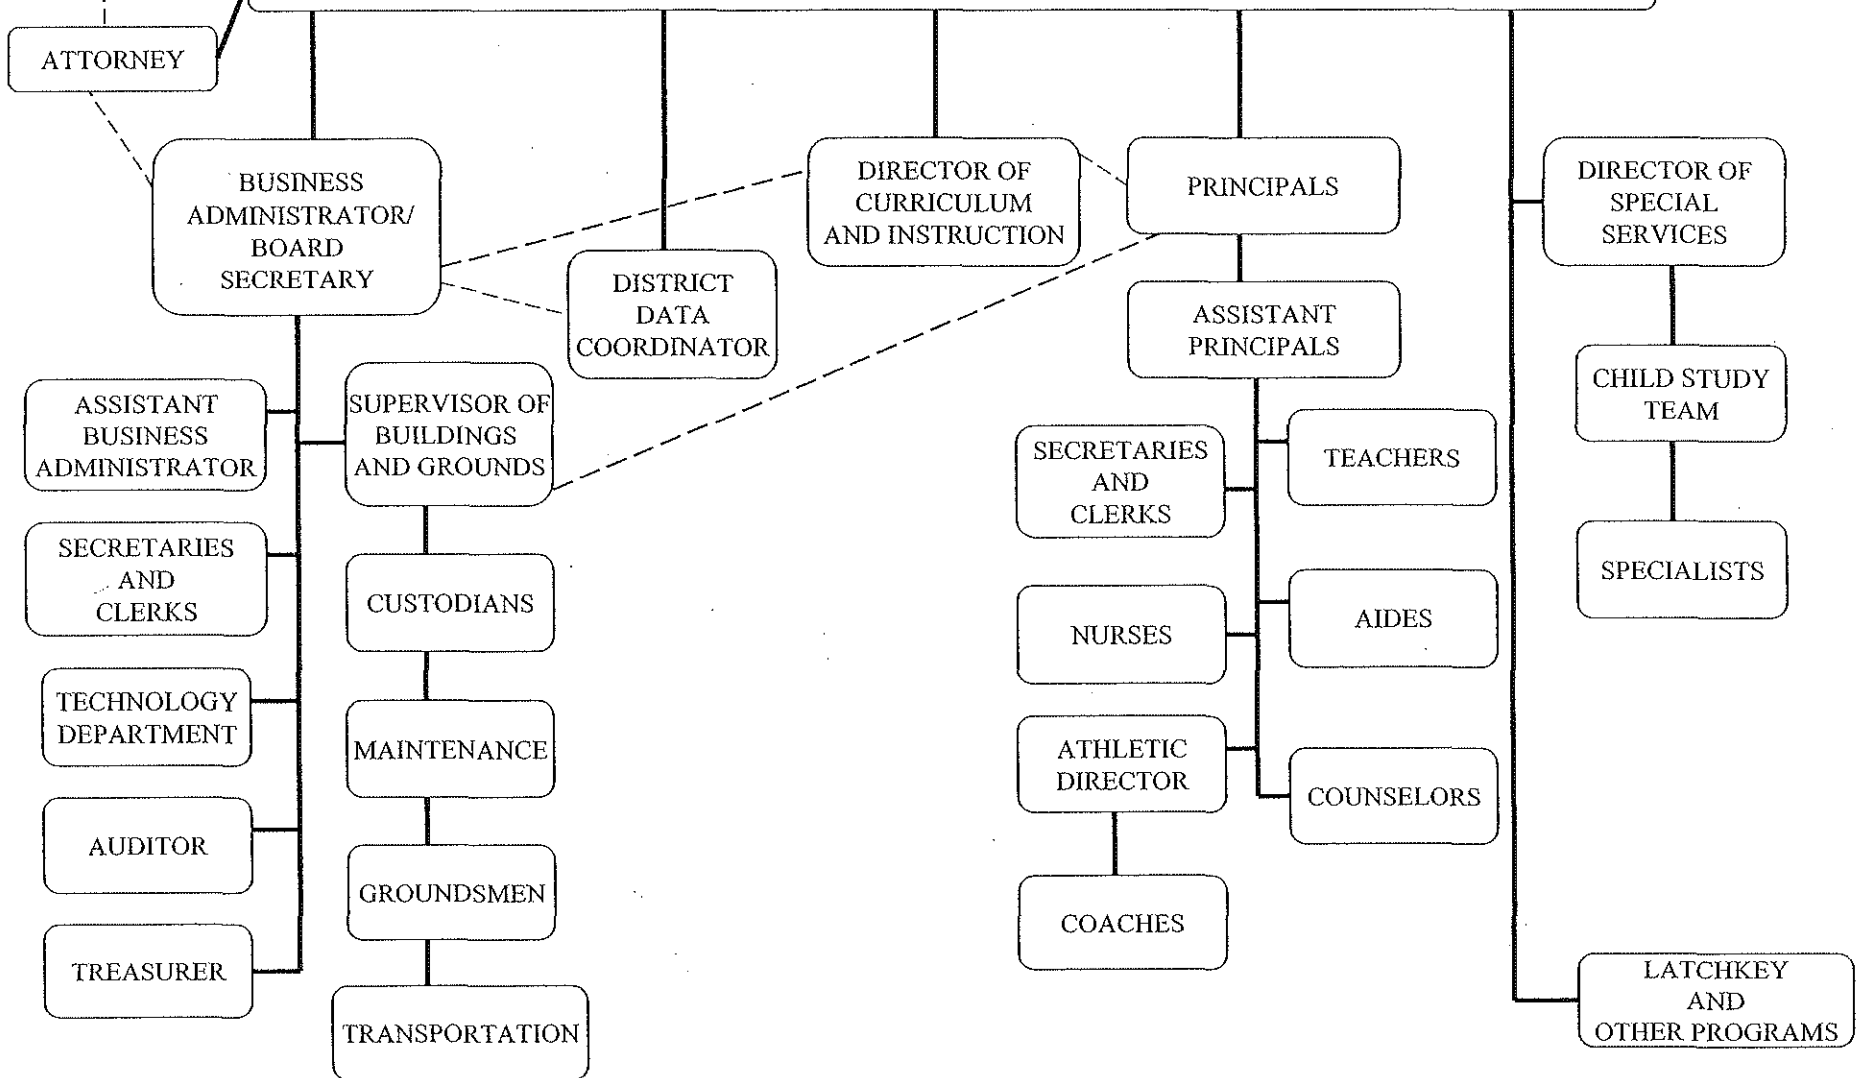 ATTORNEY
BUSINESS
ADMINISTRATOR/
BOARD
SECRETARY
DISTRICT
DATA
COORDINATOR
DIRECTOR OF
CURRICULUM
AND INSTRUCTION
PRINCIPALS
DIRECTOR OF
SPECIAL
SERVICES
ASSISTANT
PRINCIPALS
CHILD STUDY
TEAM
SPECIALISTS
ASSISTANT
BUSINESS
ADMINISTRATOR
SUPERVISOR OF
BUILDINGS
AND GROUNDS
SECRETARIES
AND
CLERKS
TEACHERS
SECRETARIES
AND
CLERKS
CUSTODIANS
NURSES
AIDES
TECHNOLOGY
DEPARTMENT
MAINTENANCE
ATHLETIC
DIRECTOR
COUNSELORS
AUDITOR
GROUNDSMEN
COACHES
TREASURER
TRANSPORTATION
LATCHKEY
AND
OTHER PROGRAMS